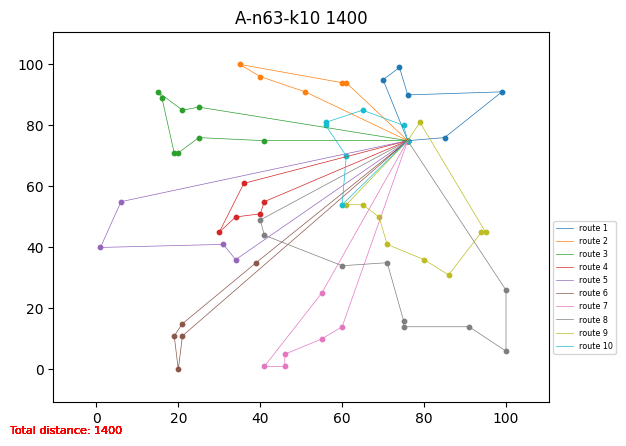 A-n63-k10 1400
100
80
60
40
20
0
0 20 40 60 80 100
route 1
route 2
route 3
route 4
route 5
route 6
route 7
route 8
route 9
route 10
Total distance: 1400